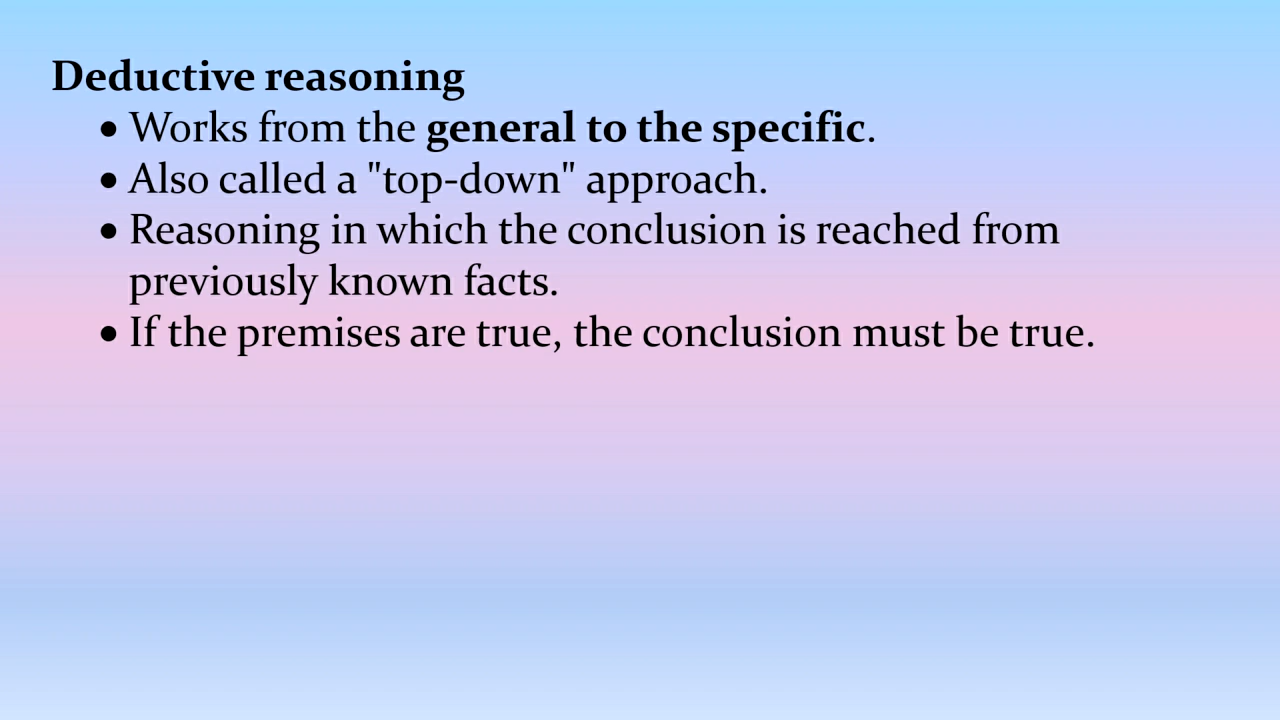 Deductive reasoning
• Works from the general to the specific.
• Also called a "top-down" approach.
• Reasoning in which the conclusion is reached from
previously known facts.
• If the premises are true, the conclusion must be true.